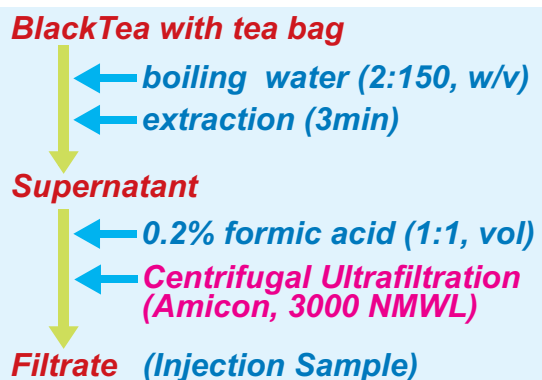 BlackTea with tea bag
boiling water (2:150, w/v)
extraction (3min)
Supernatant
0.2% formic acid (1:1, vol)
Centrifugal Ultrafiltration
(Amicon, 3000 NMWL)
Filtrate (Injection Sample)